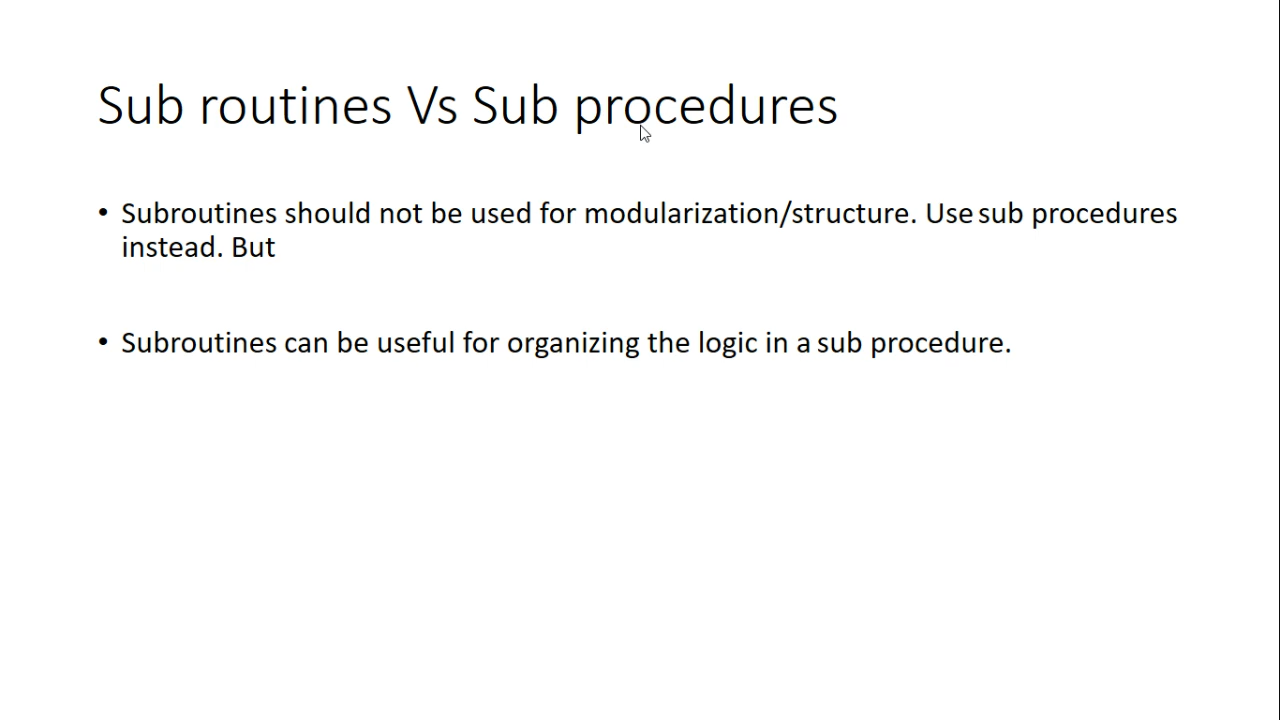 Sub routines Vs Sub procedures
• Subroutines should not be used for modularization/structure. Use sub procedures
instead. But
• Subroutines can be useful for organizing the logic in a sub procedure.